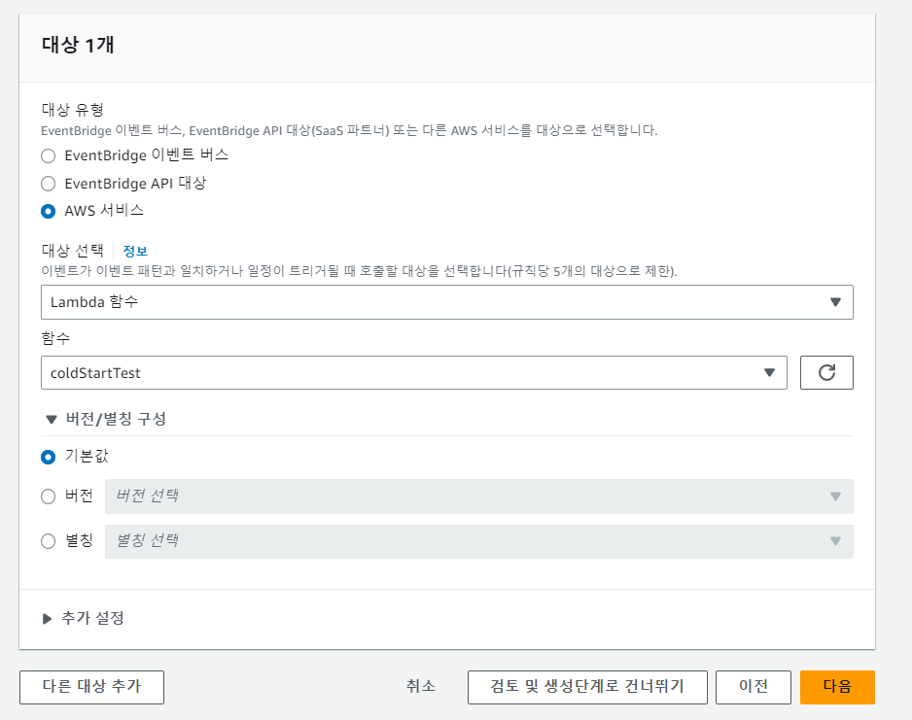 대상 1개
대상 유형
EventBridge 이벤트 버스, EventBridge API 대상(SaaS 파트너) 또는 다른 AWS 서비스를 대상으로 선택합니다.
EventBridge 이벤트 버스
EventBridge API 대상
AWS 서비스
대상 선택 정보
이벤트가 이벤트 패턴과 일치하거나 일정이 트리거될 때 호출할 대상을 선택합니다(규칙당 5개의 대상으로 제한).
Lambda 함수
함수
coldStartTest
버전/별칭 구성
기본값
버전 버전 선택
별칭 별칭 선택
추가 설정
다른 대상 추가 취소 검토 및 생성단계로 건너뛰기 이전 다음